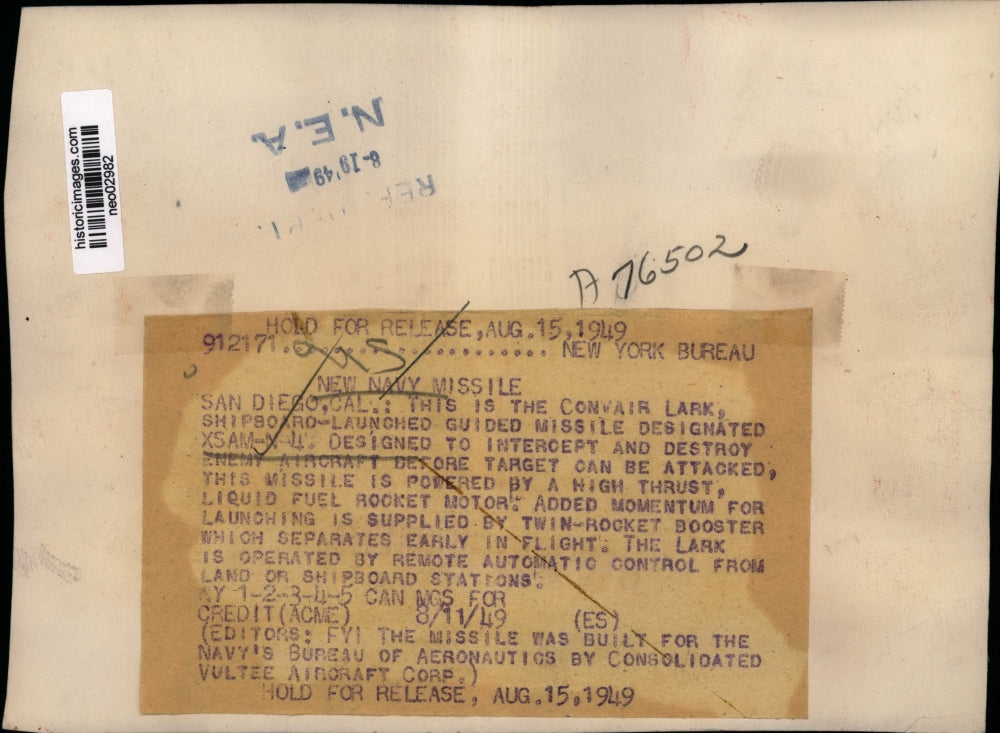 historicimages.com
neo02982
N.E.A.
8-19'49
REF
A 76502
HOLD FOR RELEASE, AUG.15,1949
912171............... NEW YORK BUREAU
NEW NAVY MISSILE
SAN DIEGO,CAL.: THIS IS THE CONVAIR LARK,
SHIPBOARD-LAUNCHED GUIDED MISSILE DESIGNATED
XSAM-N-4. DESIGNED TO INTERCEPT AND DESTROY
ENEMY AIRCRAFT BEFORE TARGET CAN BE ATTACKED,
THIS MISSILE IS POWERED BY A HIGH THRUST,
LIQUID FUEL ROCKET MOTOR. ADDED MOMENTUM FOR
LAUNCHING IS SUPPLIED BY TWIN-ROCKET BOOSTER
WHICH SEPARATES EARLY IN FLIGHT. THE LARK
IS OPERATED BY REMOTE AUTOMATIC CONTROL FROM
LAND OR SHIPBOARD STATIONS.
NY 1-2-3-4-5 CAN MGS FOR
CREDIT(ACME) 8/11/49 (ES)
(EDITORS: FYI THE MISSILE WAS BUILT FOR THE
NAVY'S BUREAU OF AERONAUTICS BY CONSOLIDATED
VULTEE AIRCRAFT CORP.)
HOLD FOR RELEASE, AUG.15,1949